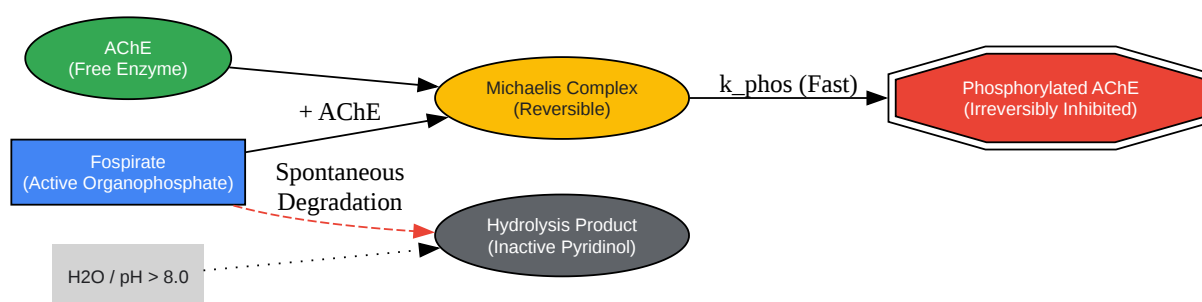 AChE
(Free Enzyme)
Michaelis Complex
(Reversible)
k_phos (Fast)
Phosphorylated AChE
(Irreversibly Inhibited)
+ AChE
Fospirate
(Active Organophosphate)
Spontaneous
Degradation
Hydrolysis Product
(Inactive Pyridinol)
H2O / pH > 8.0